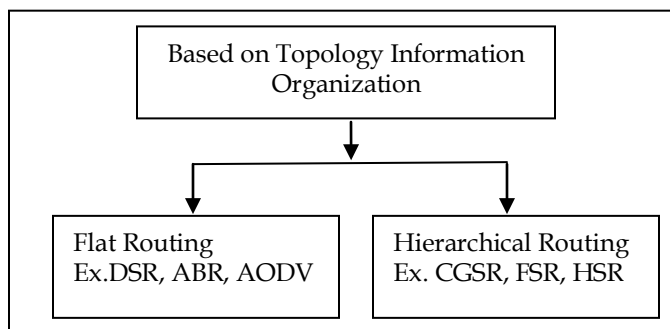 Based on Topology Information
Organization
Flat Routing
Ex.DSR, ABR, AODV
Hierarchical Routing
Ex. CGSR, FSR, HSR